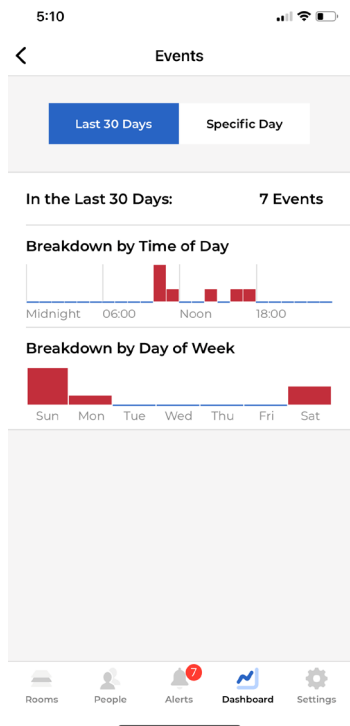 5:10
Events
Last 30 Days Specific Day
In the Last 30 Days: 7 Events
Breakdown by Time of Day
Midnight 06:00 Noon 18:00
Breakdown by Day of Week
Sun Mon Tue Wed Thu Fri Sat
7
Rooms People Alerts Dashboard Settings